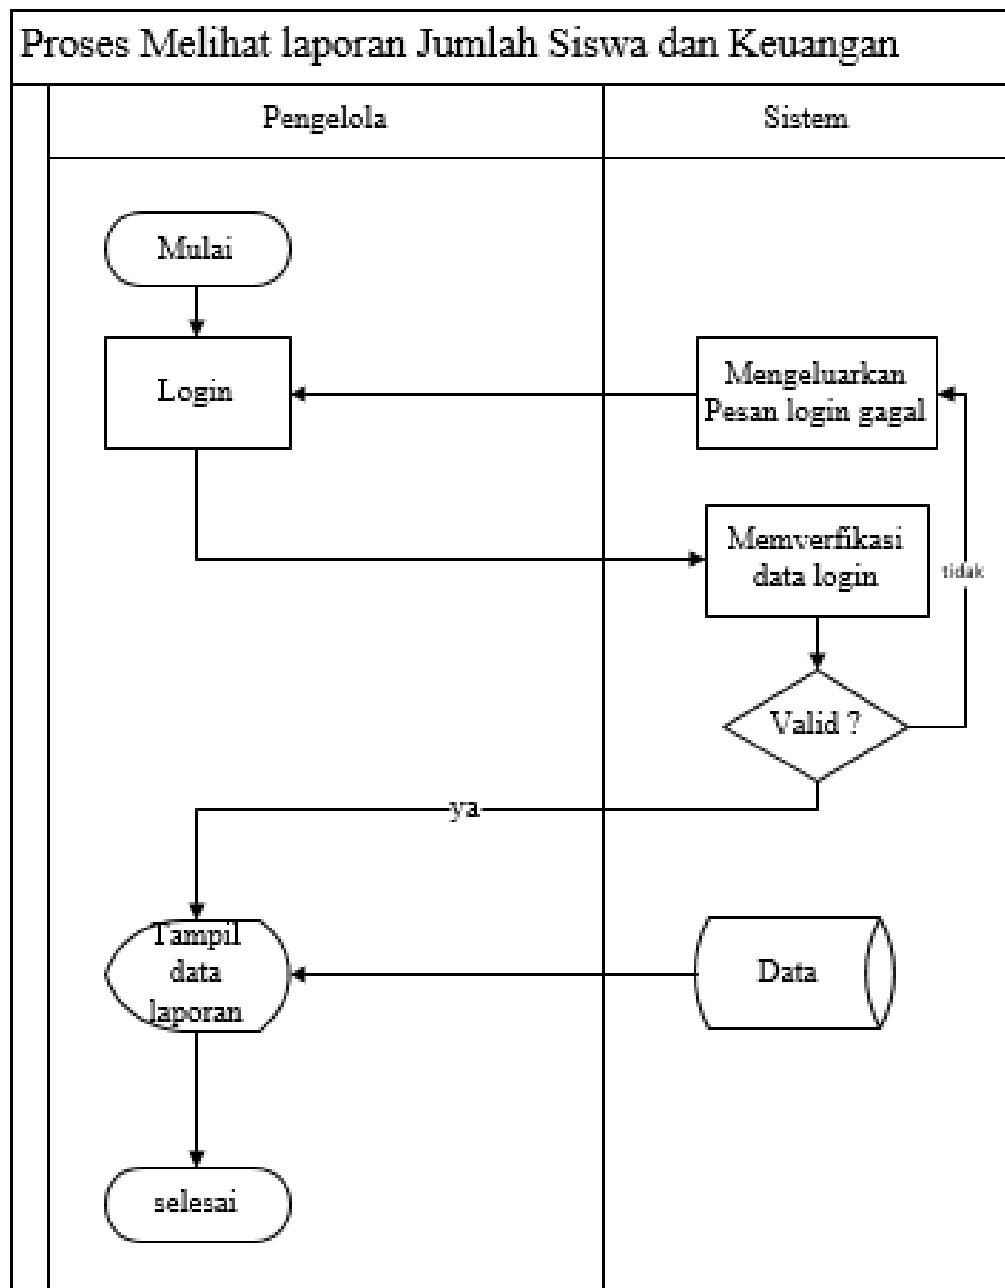 Proses Melihat laporan Jumlah Siswa dan Keuangan
Pengelola
Sistem
Mulai
Login
Mengeluarkan
Pesan login gagal
Memverfikasi
data login
tidak
Valid ?
ya
Tampil
data
laporan
Data
selesai